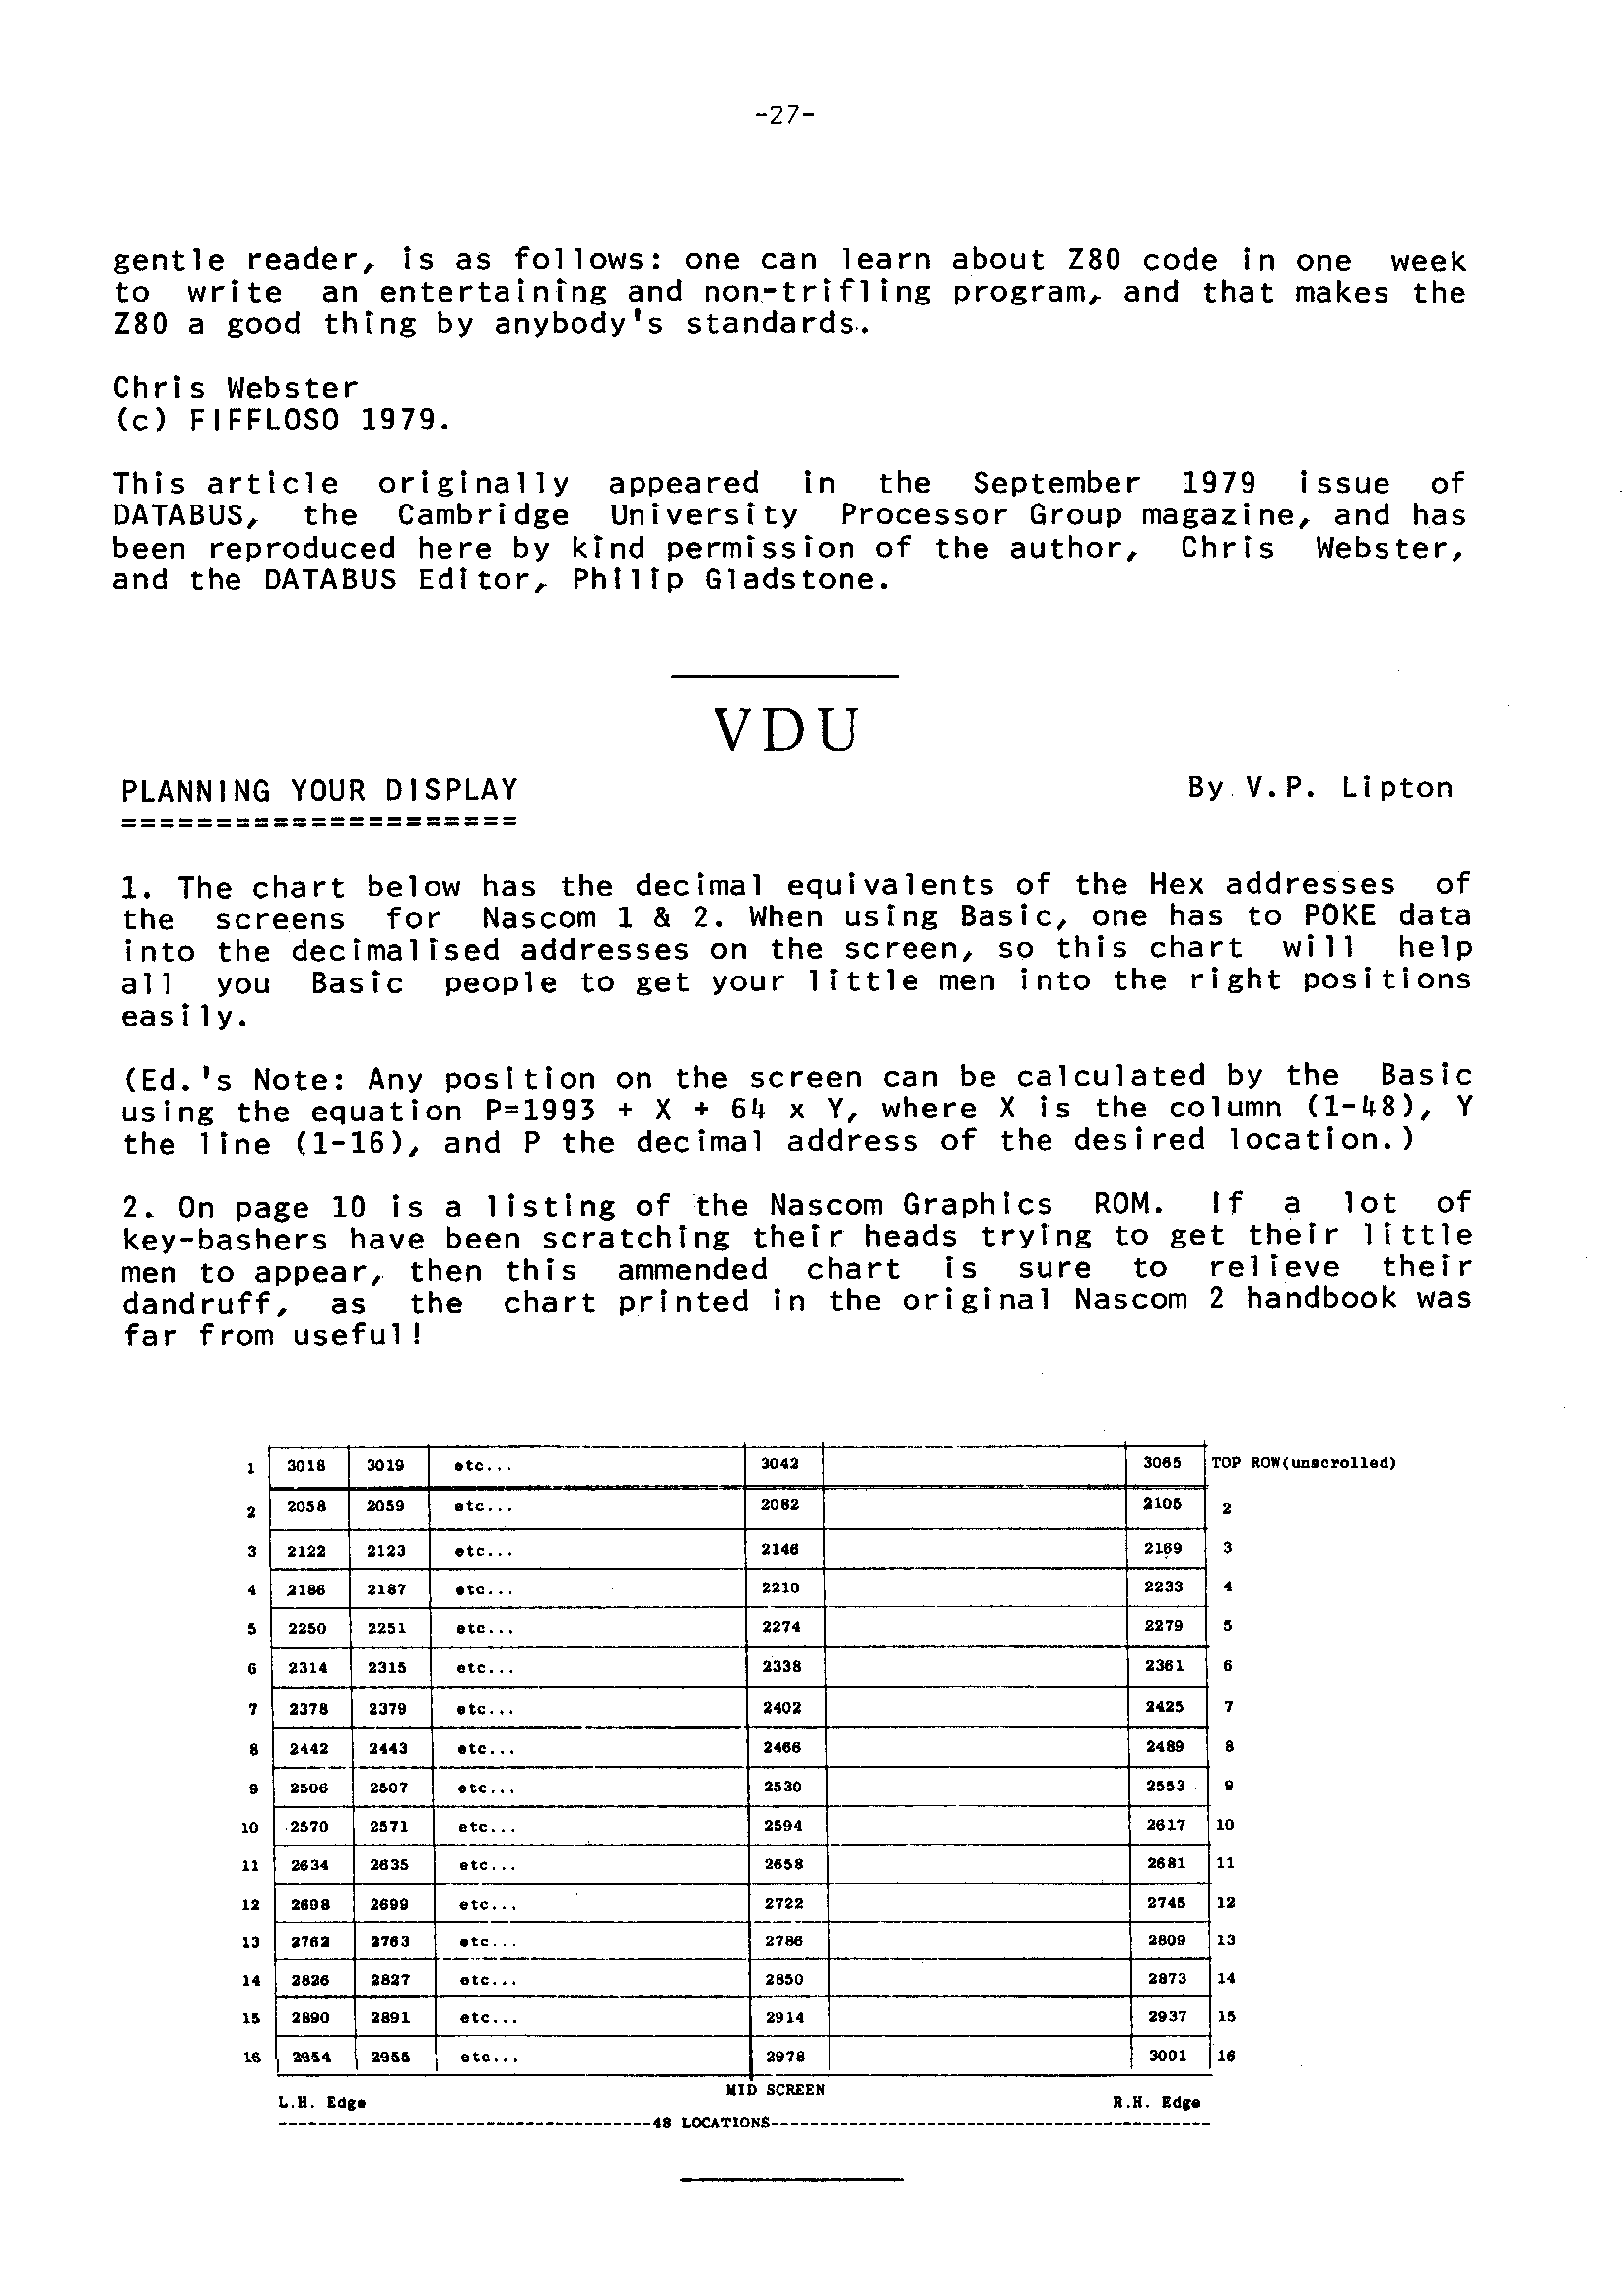 -27-
gentle reader, is as follows: one can learn about Z80 code in one week
to write an entertaining and non-trifling program, and that makes the
Z80 a good thing by anybody's standards.
Chris Webster
(c) FIFFLOSO 1979.
This article originally appeared in the September 1979 issue of
DATABUS, the Cambridge University Processor Group magazine, and has
been reproduced here by kind permission of the author, Chris Webster,
and the DATABUS Editor, Philip Gladstone.
VDU
PLANNING YOUR DISPLAY By V.P. Lipton
=====================
1. The chart below has the decimal equivalents of the Hex addresses of
the screens for Nascom 1 & 2. When using Basic, one has to POKE data
into the decimalised addresses on the screen, so this chart will help
all you Basic people to get your little men into the right positions
easily.
(Ed.'s Note: Any position on the screen can be calculated by the Basic
using the equation P=1993 + X + 64 x Y, where X is the column (1-48), Y
the line (1-16), and P the decimal address of the desired location.)
2. On page 10 is a listing of the Nascom Graphics ROM. If a lot of
key-bashers have been scratching their heads trying to get their little
men to appear, then this ammended chart is sure to relieve their
dandruff, as the chart printed in the original Nascom 2 handbook was
far from useful!
1 3018 3019 etc... 3042 3065 TOP ROW(unscrolled)
2 2058 2059 etc... 2082 2105 2
3 2122 2123 etc... 2146 2169 3
4 2186 2187 etc... 2210 2233 4
5 2250 2251 etc... 2274 2279 5
6 2314 2315 etc... 2338 2361 6
7 2378 2379 etc... 2402 2425 7
8 2442 2443 etc... 2466 2489 8
9 2506 2507 etc... 2530 2553 9
10 2570 2571 etc... 2594 2617 10
11 2634 2635 etc... 2658 2681 11
12 2698 2699 etc... 2722 2745 12
13 2762 2763 etc... 2786 2809 13
14 2826 2827 etc... 2850 2873 14
15 2890 2891 etc... 2914 2937 15
16 2954 2955 etc... 2978 3001 16
L.H. Edge MID SCREEN R.H. Edge
--------------------------------------48 LOCATIONS--------------------------------------------